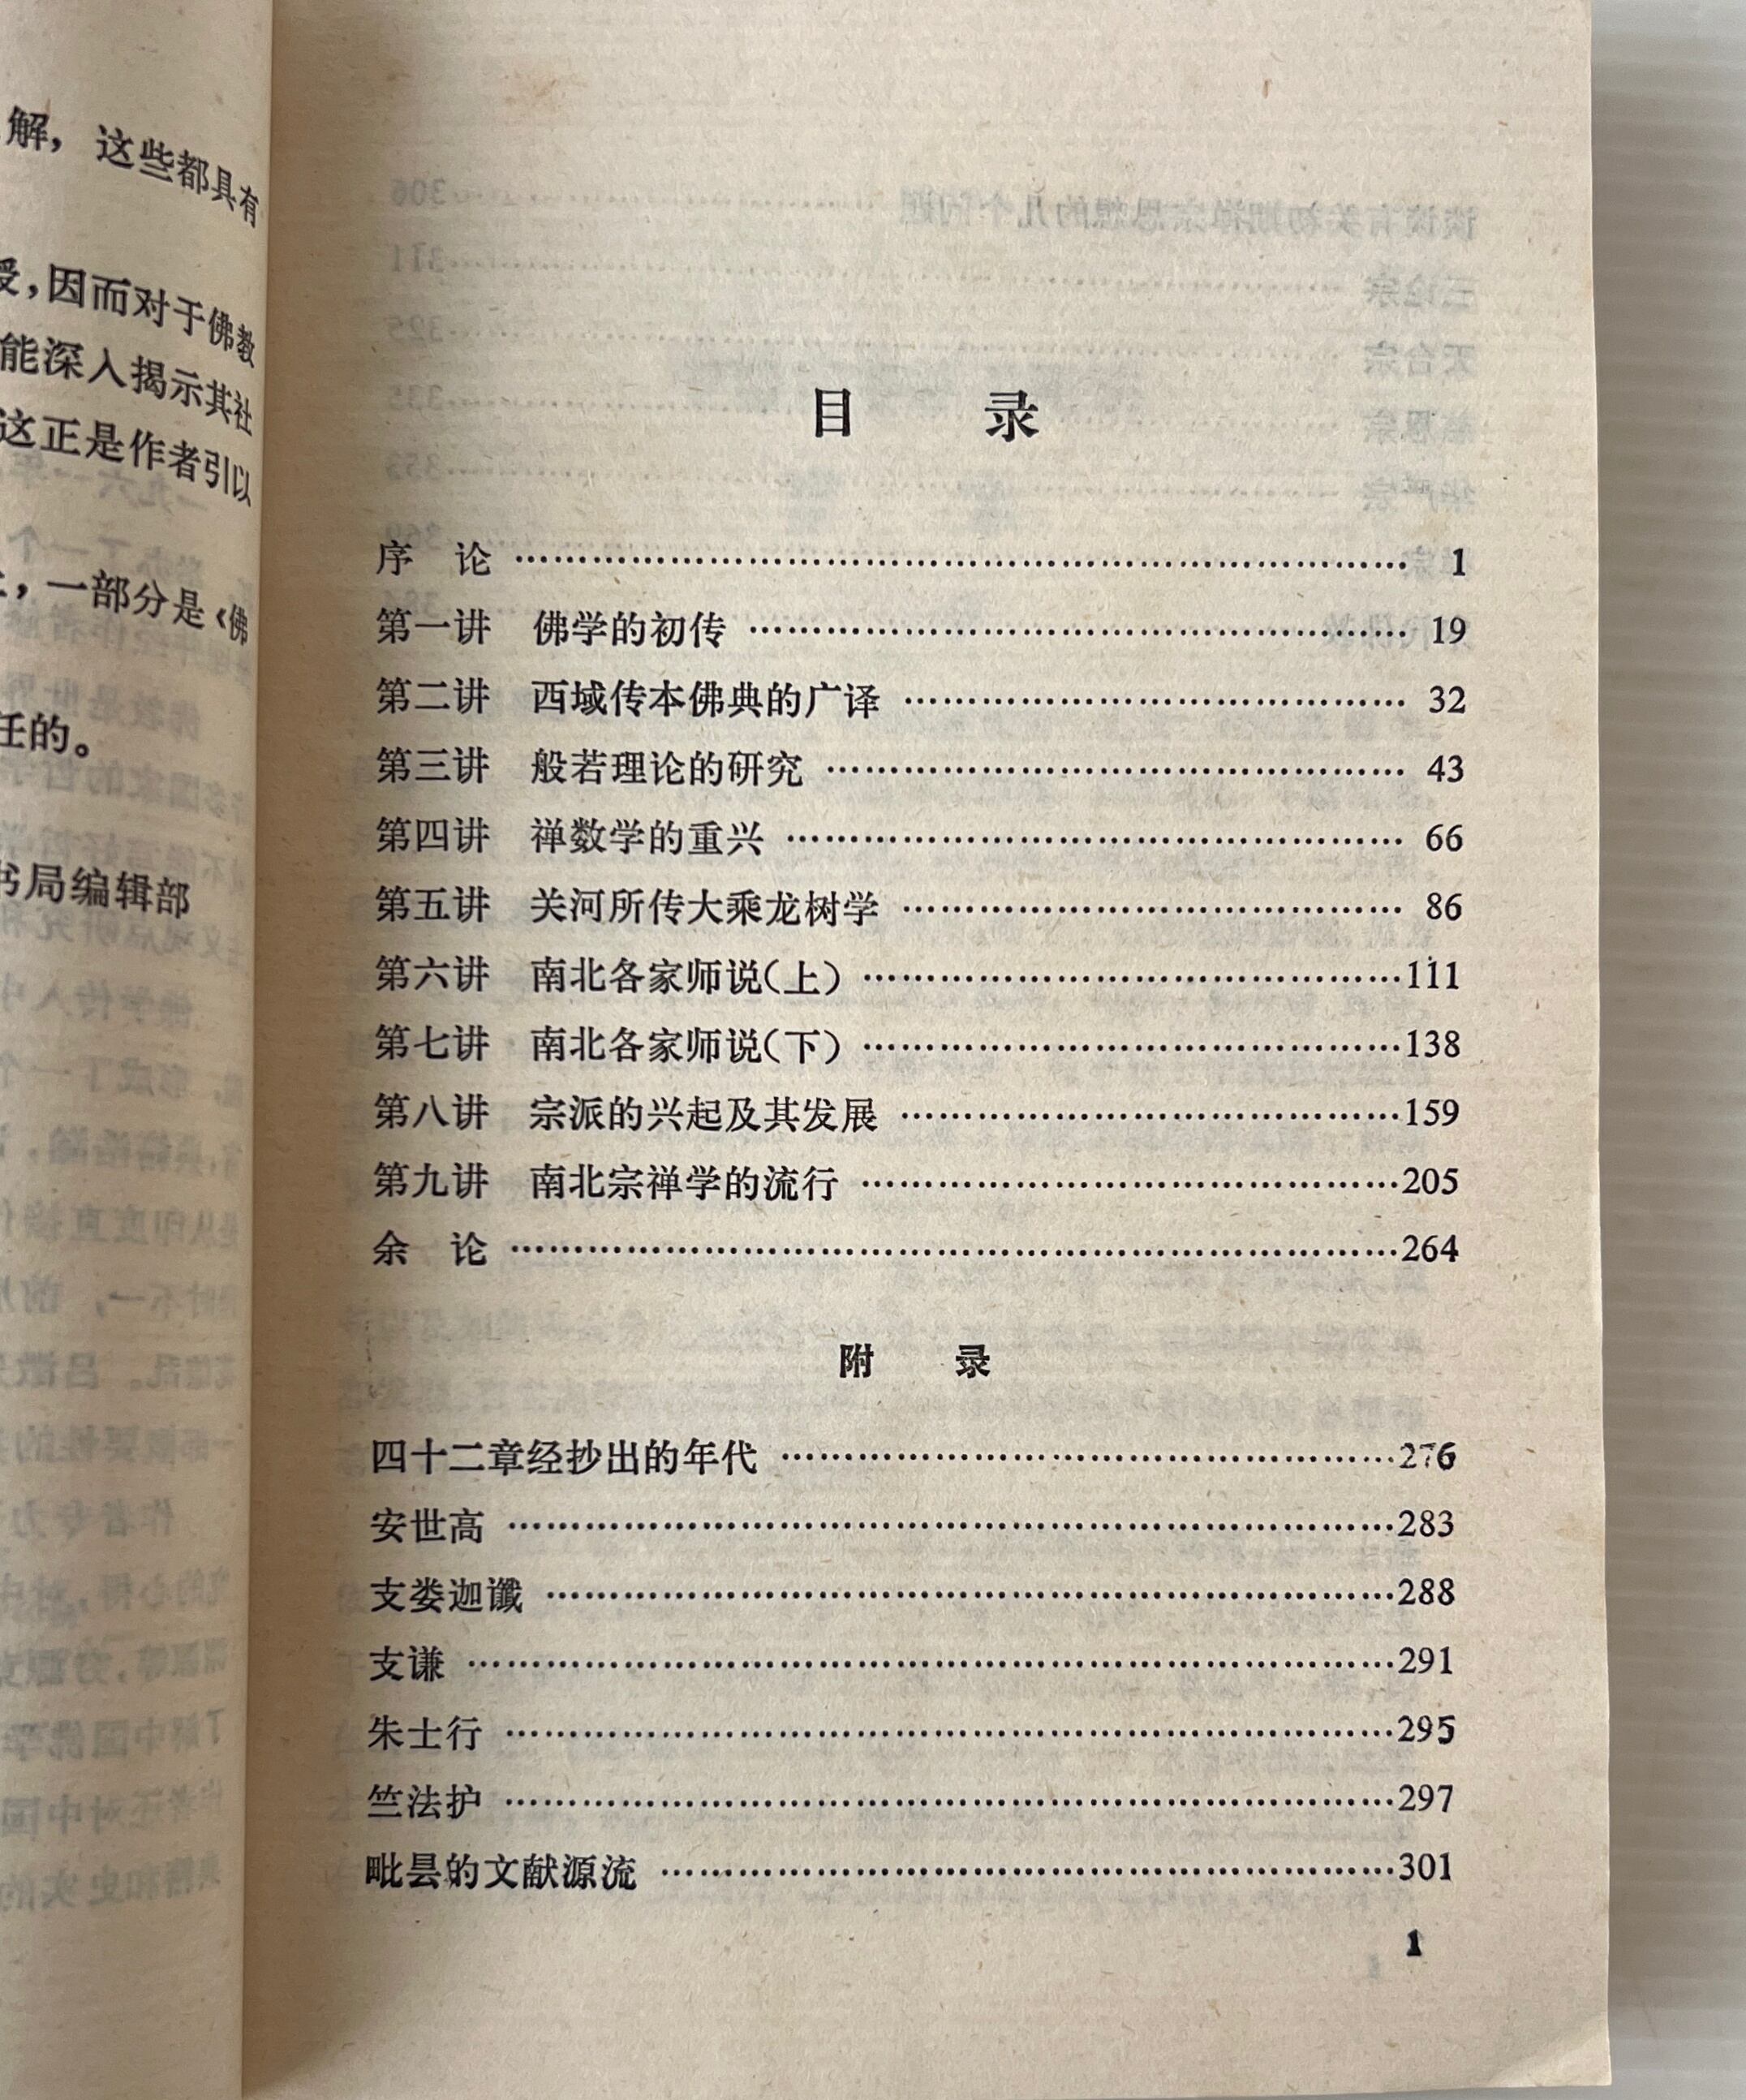 解，这些都具有
，因而对于佛教
能深入揭示其社
这正是作者引以
，一部分是《佛
任的。
书局编辑部
目 录
序 论 …… 1
第一讲 佛学的初传 …… 19
第二讲 西域传本佛典的广译 …… 32
第三讲 般若理论的研究 …… 43
第四讲 禅数学的重兴 …… 66
第五讲 关河所传大乘龙树学 …… 86
第六讲 南北各家师说（上） …… 111
第七讲 南北各家师说（下） …… 138
第八讲 宗派的兴起及其发展 …… 159
第九讲 南北宗禅学的流行 …… 205
余 论 …… 264
附 录
四十二章经抄出的年代 …… 276
安世高 …… 283
支娄迦谶 …… 288
支谦 …… 291
朱士行 …… 295
竺法护 …… 297
毗昙的文献源流 …… 301
1